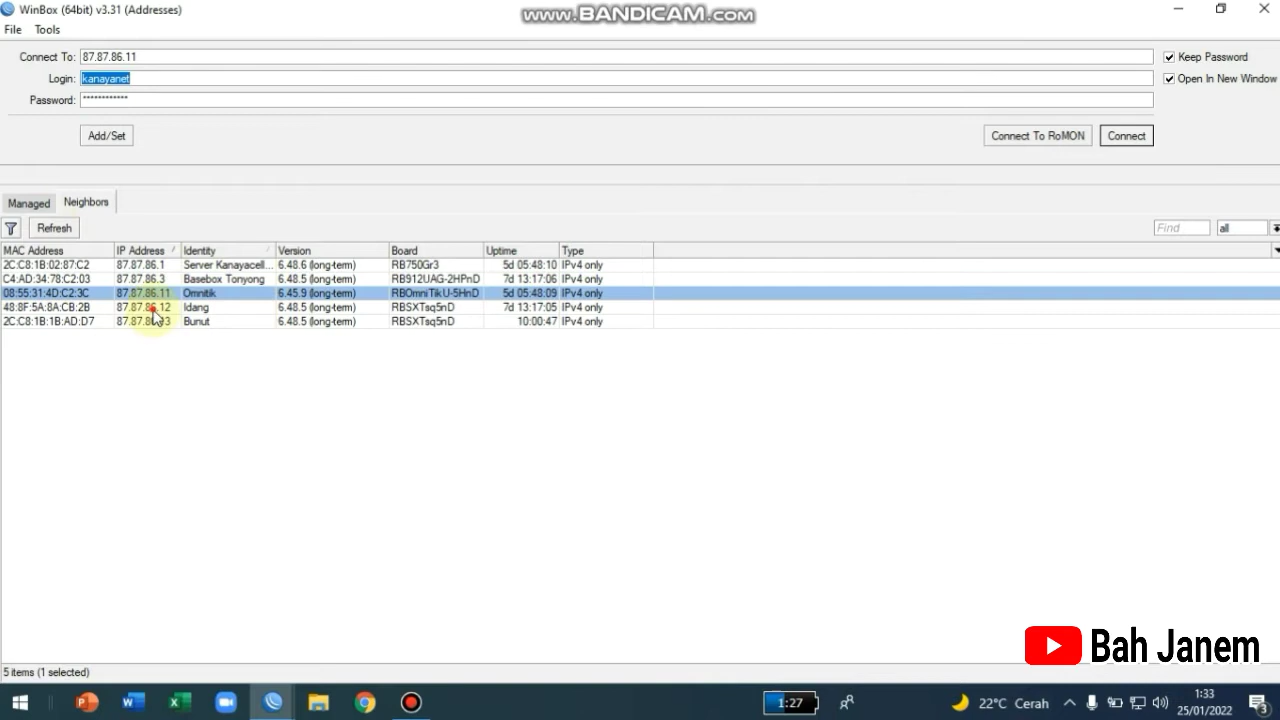 WinBox (64bit) v3.31 (Addresses)
www.BANDICAM.com
File Tools
Connect To: 87.87.86.11
Keep Password
Login: kanayanet
Open In New Window
Password: ************
Add/Set
Connect To RoMON
Connect
Managed
Neighbors
Refresh
Find
all
MAC Address IP Address Identity Version Board Uptime Type
2C:C8:1B:02:87:C2 87.87.86.1 Server Kanayacell... 6.48.6 (long-term) RB750Gr3 5d 05:48:10 IPv4 only
C4:AD:34:78:C2:03 87.87.86.3 Basebox Tonyong 6.48.5 (long-term) RB912UAG-2HPnD 7d 13:17:06 IPv4 only
08:55:31:4D:C2:3C 87.87.86.11 Omnitik 6.45.9 (long-term) RBOmniTikU-5HnD 5d 05:48:09 IPv4 only
48:8F:5A:8A:CB:2B 87.87.86.12 Idang 6.48.5 (long-term) RBSXTsq5nD 7d 13:17:05 IPv4 only
2C:C8:1B:1B:AD:D7 Bunut 6.48.5 (long-term) RBSXTsq5nD 10:00:47 IPv4 only
Bah Janem
5 items (1 selected)
1:27
22°C Cerah
1:33
25/01/2022
3